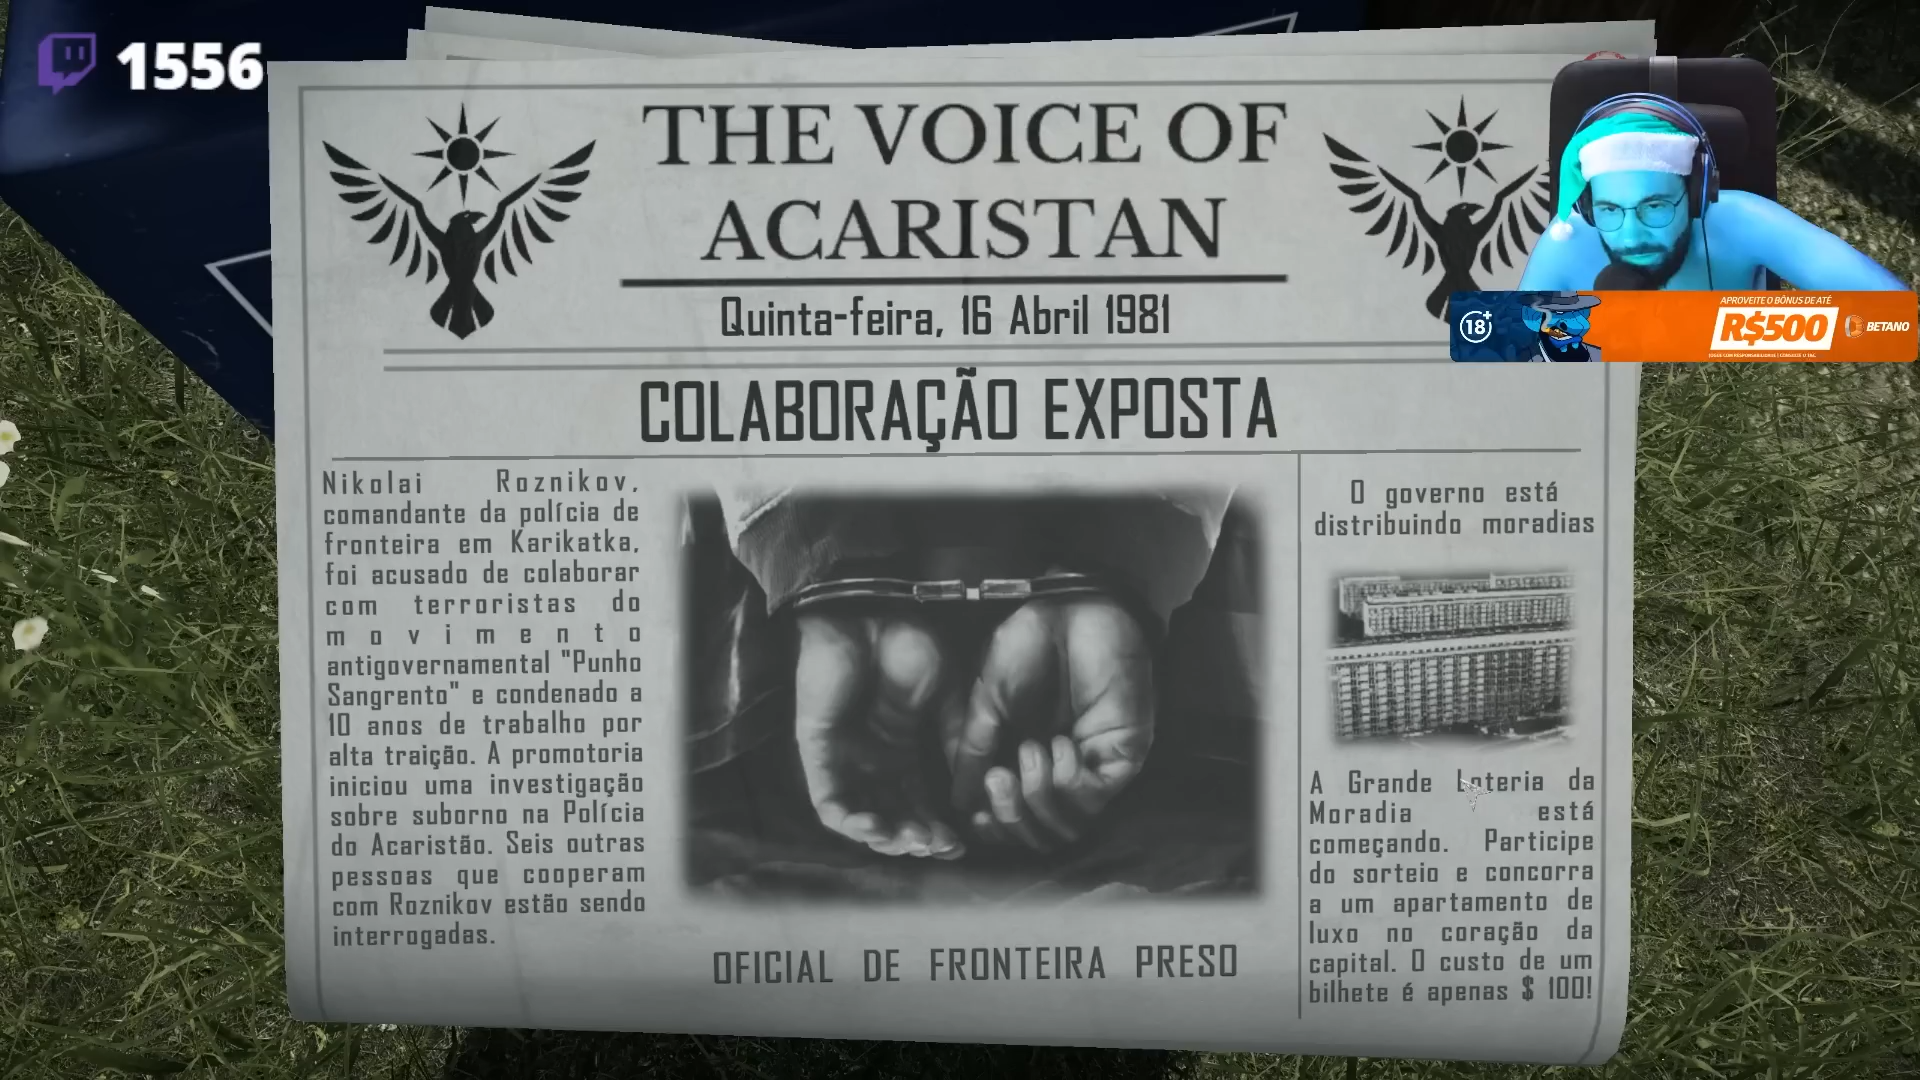 1556
THE VOICE OF
ACARISTAN
Quinta-feira, 16 Abril 1981
COLABORAÇÃO EXPOSTA
Nikolai Roznikov,
comandante da polícia de
fronteira em Karikatka,
foi acusado de colaborar
com terroristas do
movimento
antigovernamental "Punho
Sangrento" e condenado a
10 anos de trabalho por
alta traição. A promotoria
iniciou uma investigação
sobre suborno na Polícia
do Acaristão. Seis outras
pessoas que cooperam
com Roznikov estão sendo
interrogadas.
OFICIAL DE FRONTEIRA PRESO
O governo está
distribuindo moradias
A Grande Loteria da
Moradia está
começando. Participe
do sorteio e concorra
a um apartamento de
luxo no coração da
capital. O custo de um
bilhete é apenas $ 100!
18+
APROVEITE O BÔNUS DE ATÉ
R$500
BETANO